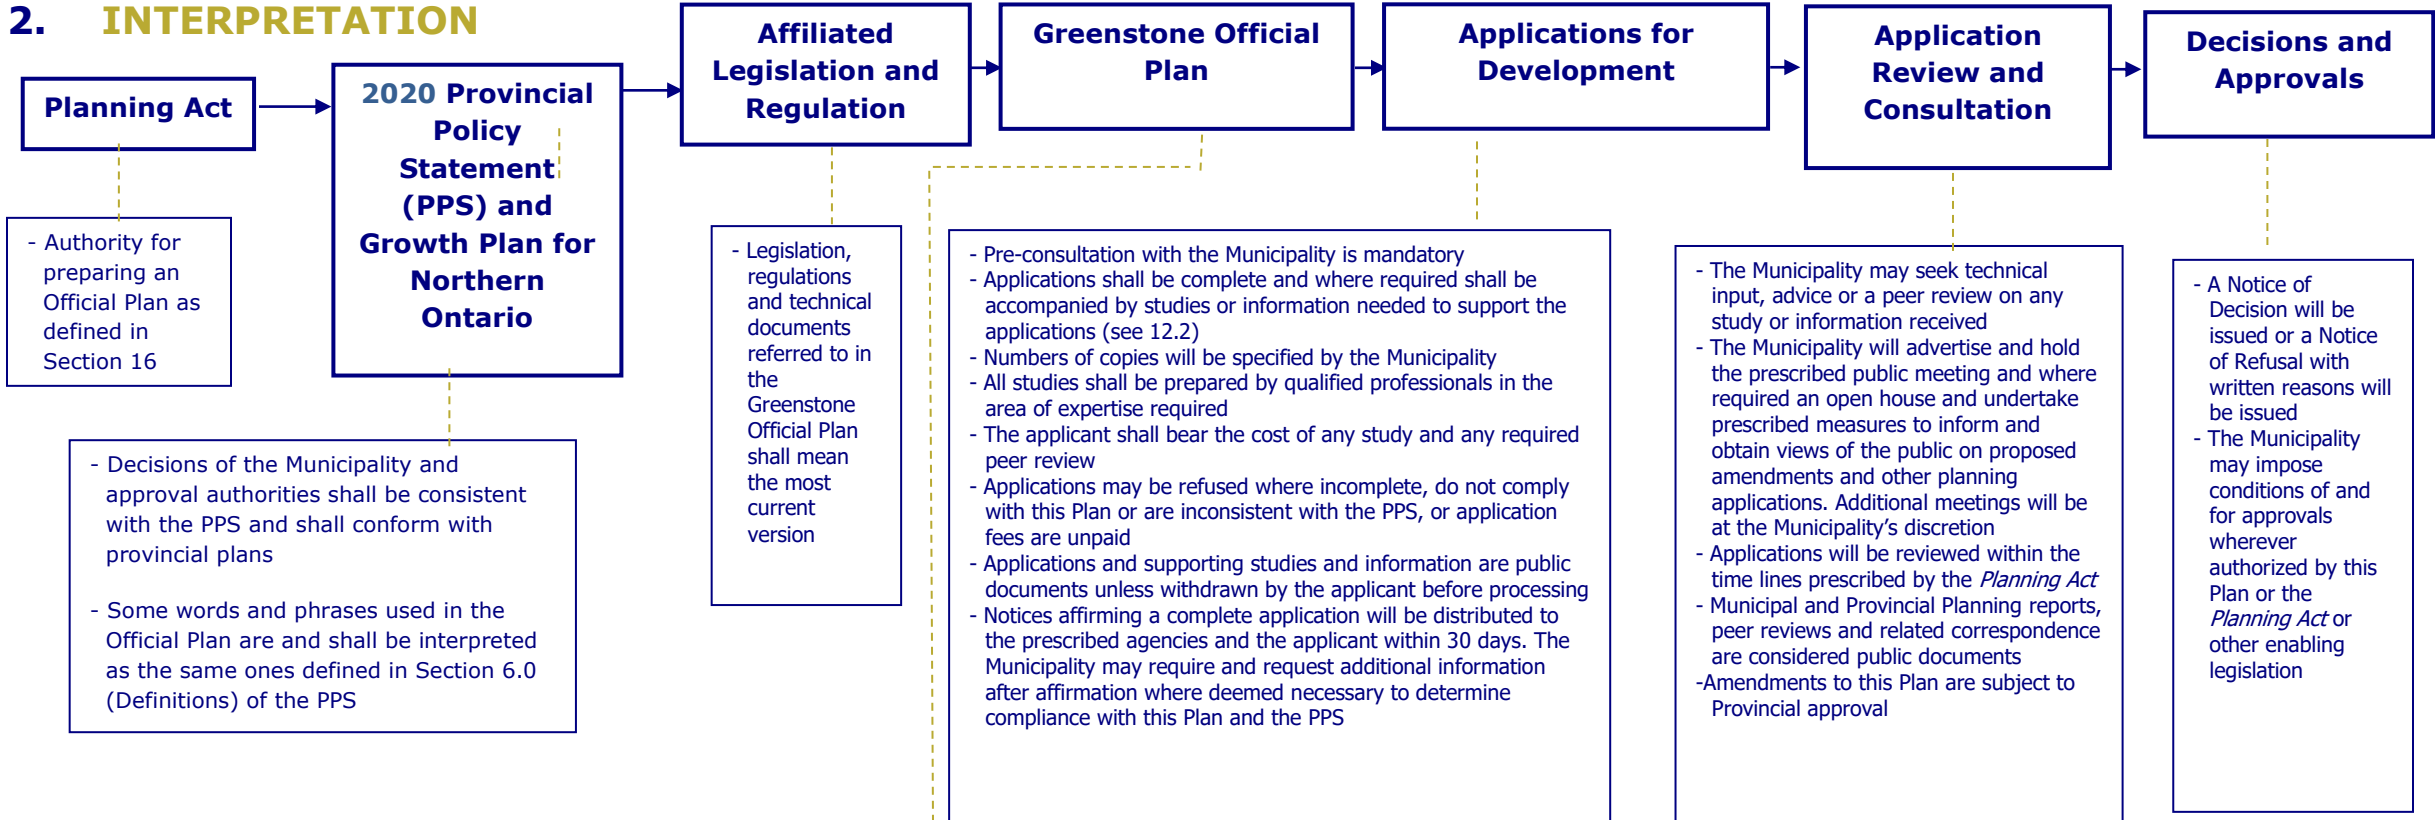 2. INTERPRETATION
Planning Act
2020 Provincial
Policy
Statement
(PPS) and
Growth Plan for
Northern
Ontario
Affiliated
Legislation and
Regulation
Greenstone Official
Plan
Applications for
Development
Application
Review and
Consultation
Decisions and
Approvals
- Authority for
preparing an
Official Plan as
defined in
Section 16
- Decisions of the Municipality and
approval authorities shall be consistent
with the PPS and shall conform with
provincial plans
- Some words and phrases used in the
Official Plan are and shall be interpreted
as the same ones defined in Section 6.0
(Definitions) of the PPS
- Legislation,
regulations
and technical
documents
referred to in
the
Greenstone
Official Plan
shall mean
the most
current
version
- Pre-consultation with the Municipality is mandatory
- Applications shall be complete and where required shall be
accompanied by studies or information needed to support the
applications (see 12.2)
- Numbers of copies will be specified by the Municipality
- All studies shall be prepared by qualified professionals in the
area of expertise required
- The applicant shall bear the cost of any study and any required
peer review
- Applications may be refused where incomplete, do not comply
with this Plan or are inconsistent with the PPS, or application
fees are unpaid
- Applications and supporting studies and information are public
documents unless withdrawn by the applicant before processing
- Notices affirming a complete application will be distributed to
the prescribed agencies and the applicant within 30 days. The
Municipality may require and request additional information
after affirmation where deemed necessary to determine
compliance with this Plan and the PPS
- The Municipality may seek technical
input, advice or a peer review on any
study or information received
- The Municipality will advertise and hold
the prescribed public meeting and where
required an open house and undertake
prescribed measures to inform and
obtain views of the public on proposed
amendments and other planning
applications. Additional meetings will be
at the Municipality’s discretion
- Applications will be reviewed within the
time lines prescribed by the Planning Act
- Municipal and Provincial Planning reports,
peer reviews and related correspondence
are considered public documents
-Amendments to this Plan are subject to
Provincial approval
- A Notice of
Decision will be
issued or a Notice
of Refusal with
written reasons will
be issued
- The Municipality
may impose
conditions of and
for approvals
wherever
authorized by this
Plan or the
Planning Act or
other enabling
legislation